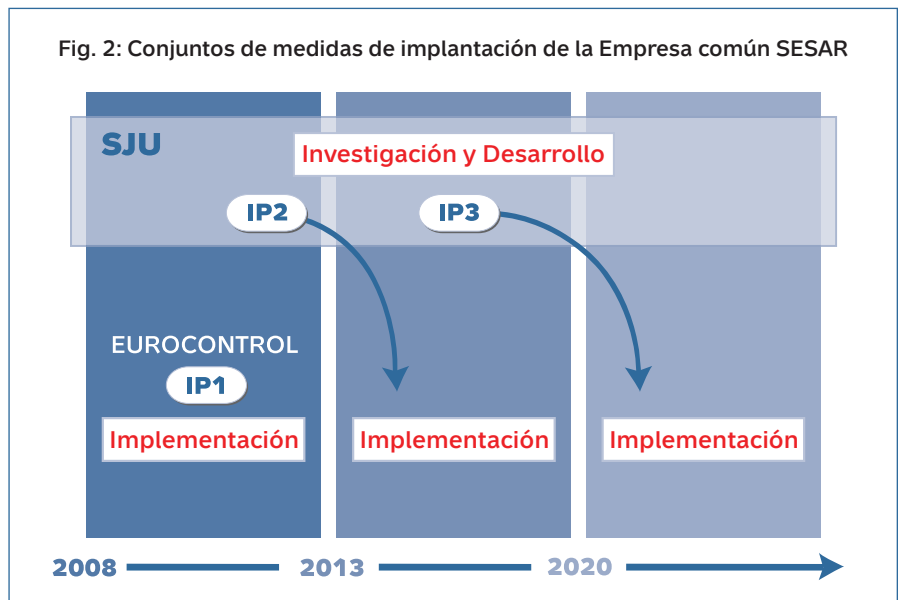 Fig. 2: Conjuntos de medidas de implantación de la Empresa común SESAR
SJU
Investigación y Desarrollo
IP2
IP3
EUROCONTROL
IP1
Implementación
Implementación
Implementación
2008
2013
2020